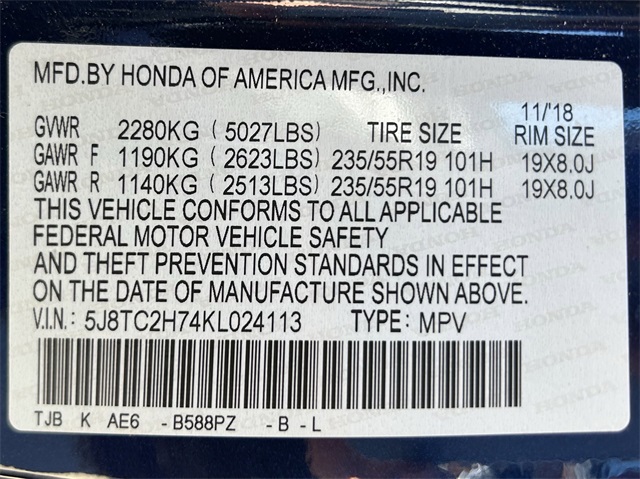 MFD.BY HONDA OF AMERICA MFG.,INC.
11/'18
GVWR 2280KG ( 5027LBS) TIRE SIZE RIM SIZE
GAWR F 1190KG ( 2623LBS) 235/55R19 101H 19X8.0J
GAWR R 1140KG ( 2513LBS) 235/55R19 101H 19X8.0J
THIS VEHICLE CONFORMS TO ALL APPLICABLE
FEDERAL MOTOR VEHICLE SAFETY
AND THEFT PREVENTION STANDARDS IN EFFECT
ON THE DATE OF MANUFACTURE SHOWN ABOVE.
V.I.N.: 5J8TC2H74KL024113 TYPE: MPV
TJB K AE6 - B588PZ - B - L